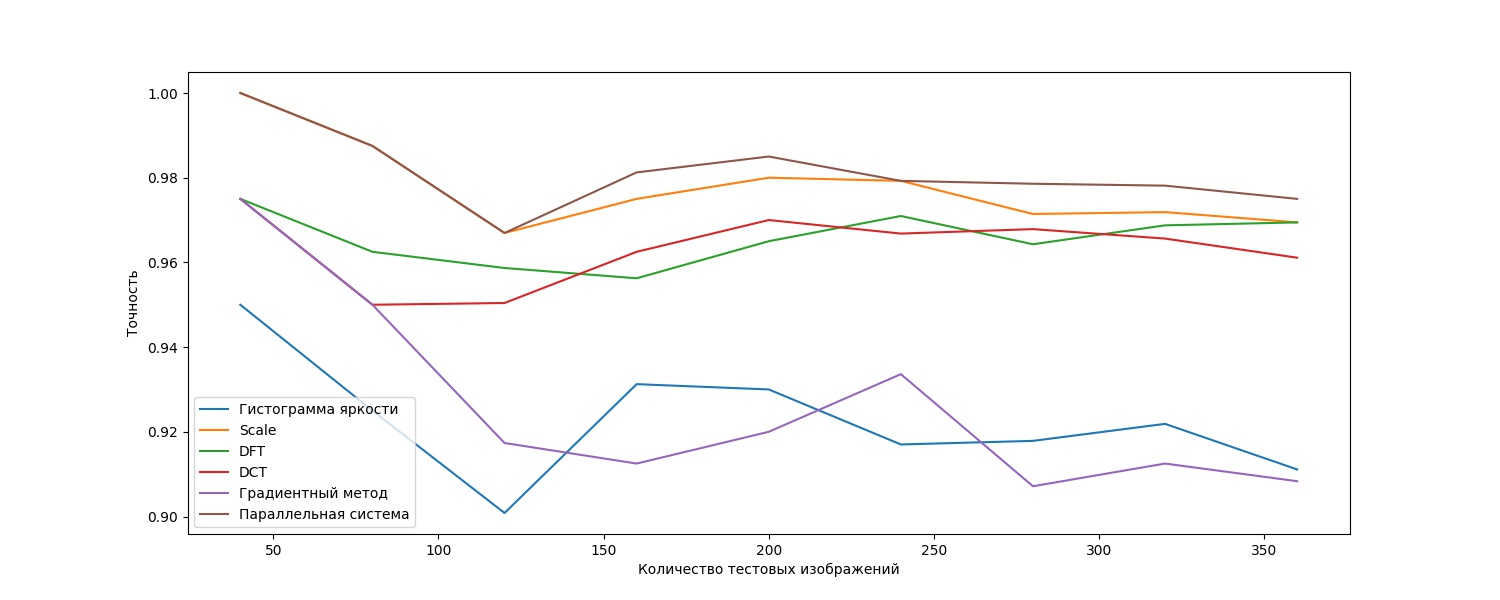 1.00
0.98
0.96
0.94
0.92
0.90
Точность
Гистограмма яркости
Scale
DFT
DCT
Градиентный метод
Параллельная система
50 100 150 200 250 300 350
Количество тестовых изображений